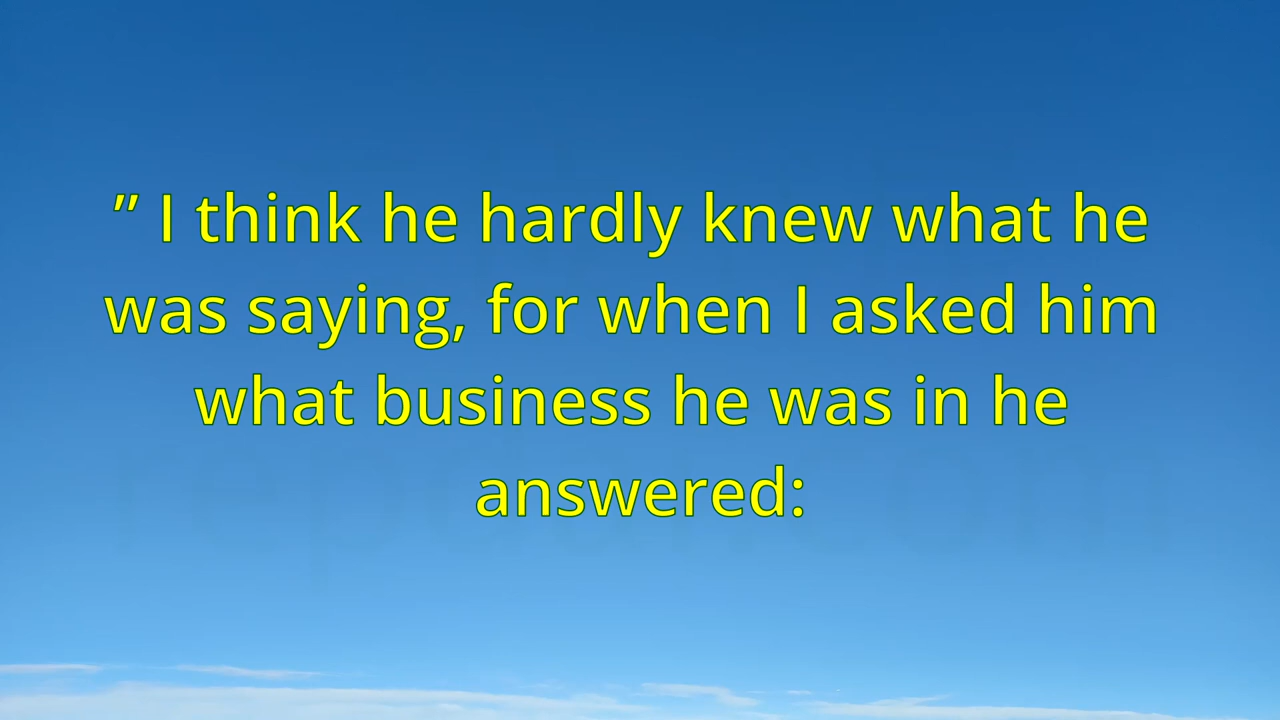 ” I think he hardly knew what he
was saying, for when I asked him
what business he was in he
answered: